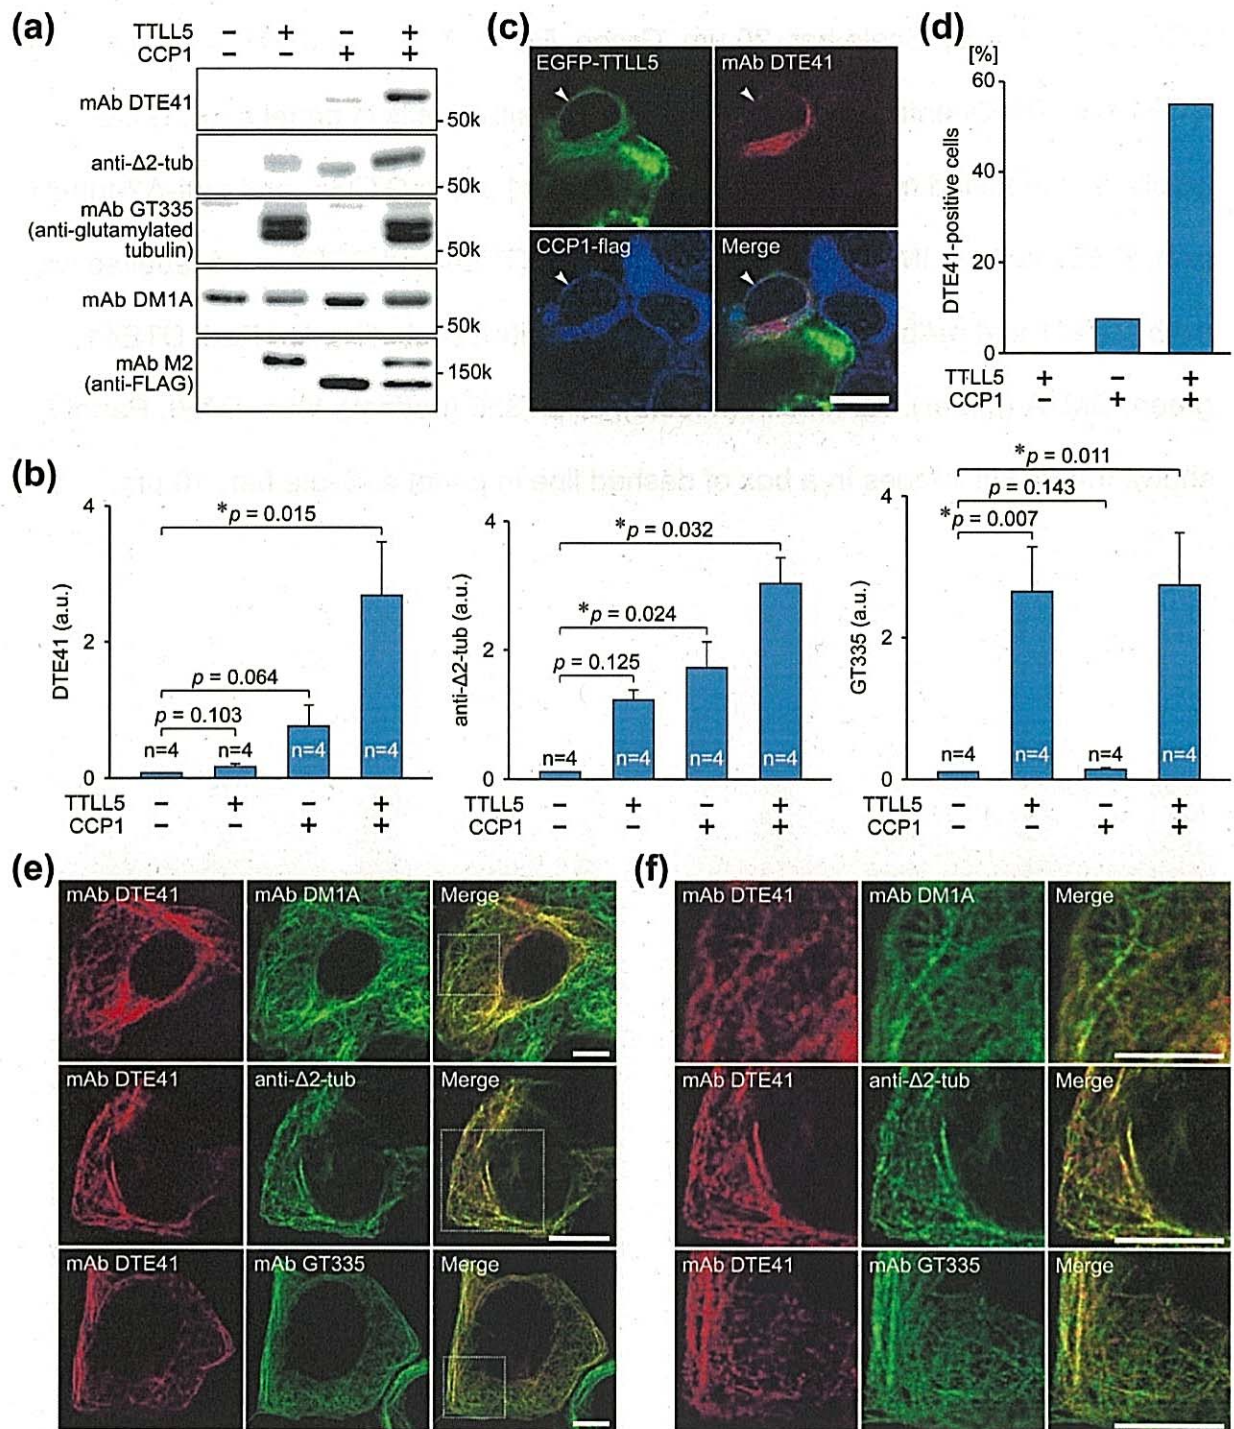 (a)
TTLL5 – + – +
CCP1 – – + +
mAb DTE41
50k
anti-Δ2-tub
50k
mAb GT335
(anti-glutamylated
tubulin)
50k
mAb DM1A
50k
mAb M2
(anti-FLAG)
150k
(c)
EGFP-TTLL5 mAb DTE41
CCP1-flag Merge
(d)
[%]
60
40
20
0
DTE41-positive cells
TTLL5 + – +
CCP1 – + +
(b)
4
2
0
DTE41 (a.u.)
*p = 0.015
p = 0.064
p = 0.103
n=4 n=4 n=4 n=4
TTLL5 – + – +
CCP1 – – + +
4
2
0
anti-Δ2-tub (a.u.)
*p = 0.032
*p = 0.024
p = 0.125
n=4 n=4 n=4 n=4
TTLL5 – + – +
CCP1 – – + +
4
2
0
GT335 (a.u.)
*p = 0.011
p = 0.143
*p = 0.007
n=4 n=4 n=4 n=4
TTLL5 – + – +
CCP1 – – + +
(e)
mAb DTE41 mAb DM1A Merge
mAb DTE41 anti-Δ2-tub Merge
mAb DTE41 mAb GT335 Merge
(f)
mAb DTE41 mAb DM1A Merge
mAb DTE41 anti-Δ2-tub Merge
mAb DTE41 mAb GT335 Merge